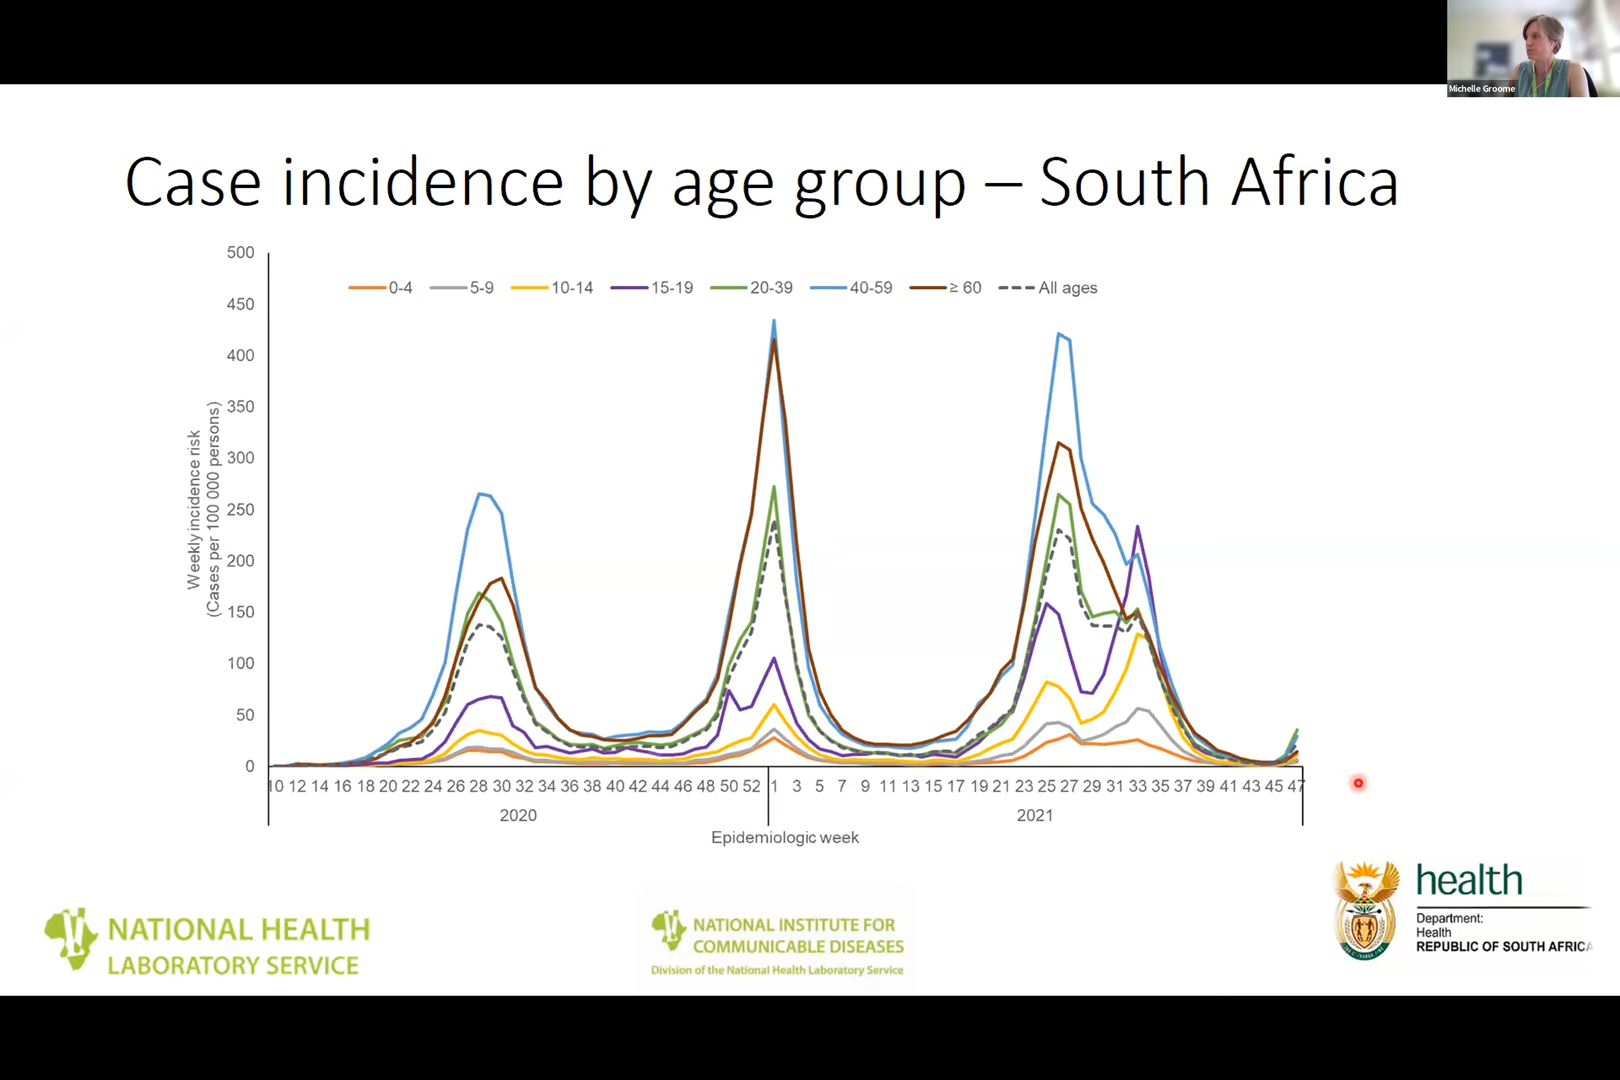 Michelle Groome
Case incidence by age group – South Africa
500
450
400
350
300
250
200
150
100
50
0
Weekly incidence risk
(Cases per 100 000 persons)
0-4 5-9 10-14 15-19 20-39 40-59 ≥ 60 All ages
10 12 14 16 18 20 22 24 26 28 30 32 34 36 38 40 42 44 46 48 50 52 1 3 5 7 9 11 13 15 17 19 21 23 25 27 29 31 33 35 37 39 41 43 45 47
2020 2021
Epidemiologic week
NATIONAL HEALTH
LABORATORY SERVICE
NATIONAL INSTITUTE FOR
COMMUNICABLE DISEASES
Division of the National Health Laboratory Service
health
Department:
Health
REPUBLIC OF SOUTH AFRICA